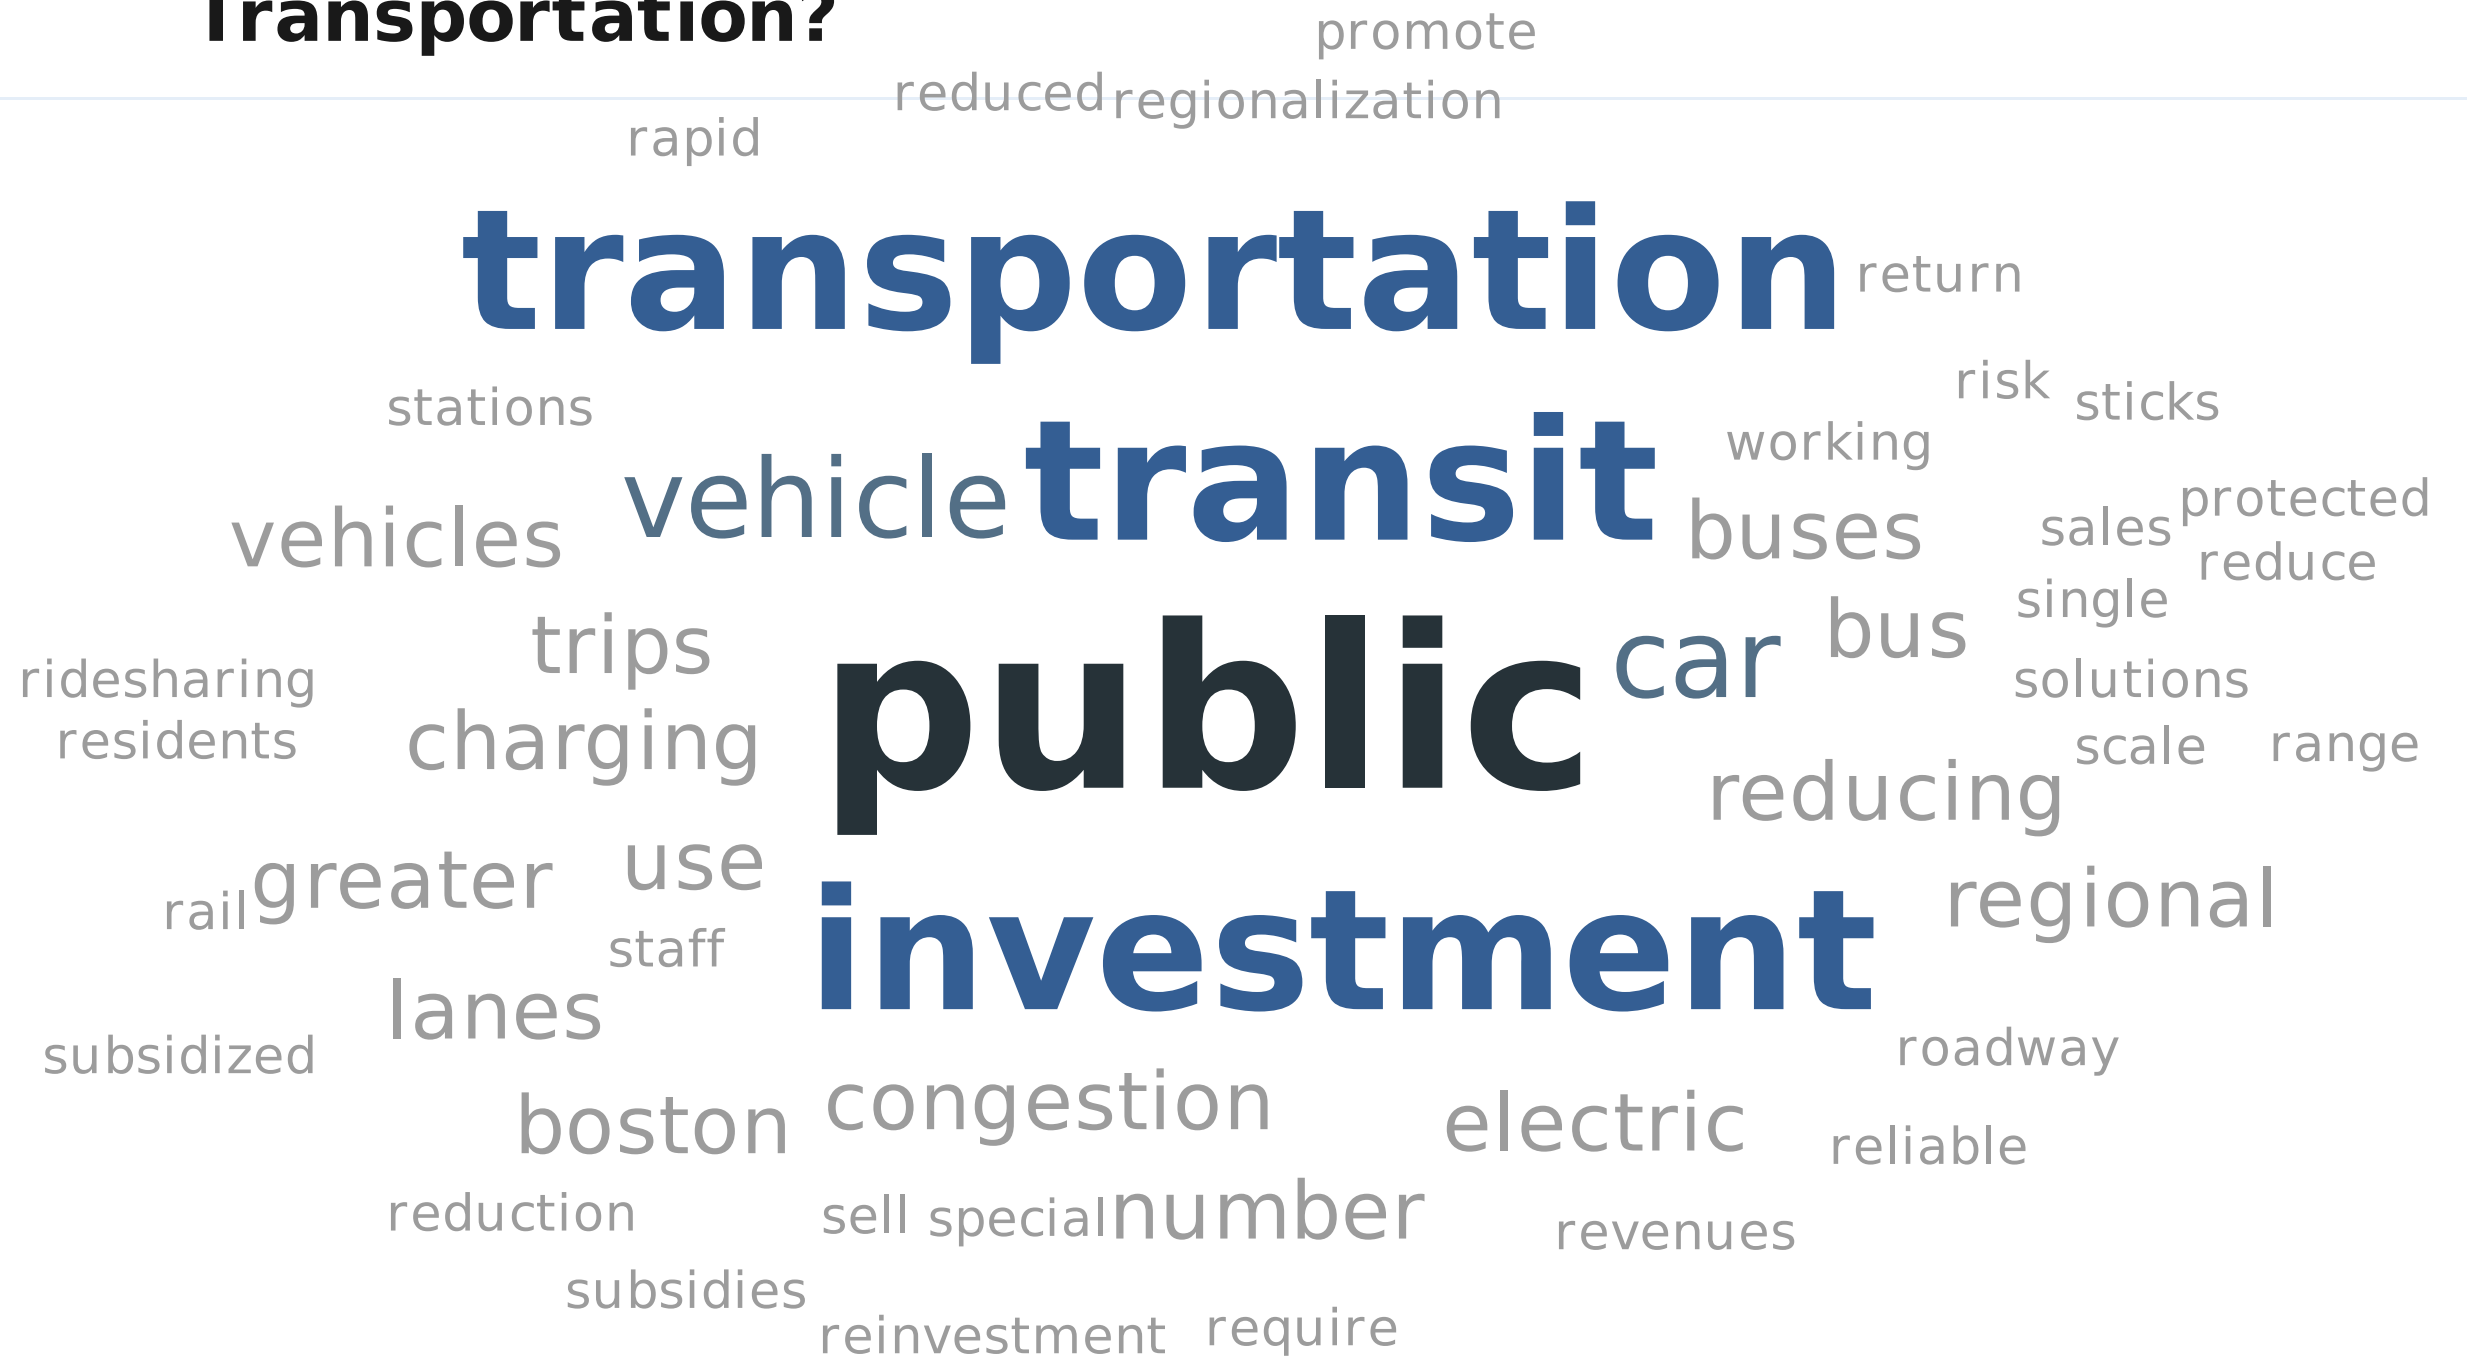 Transportation?
promote
reduced regionalization
rapid
transportation return
risk sticks
stations working
vehicle transit
vehicles buses sales protected
reduce
single
trips car bus
ridesharing public solutions
residents charging scale range
reducing
greater use regional
rail
staff investment
lanes
subsidized roadway
boston congestion electric reliable
reduction sell special number revenues
subsidies
reinvestment require